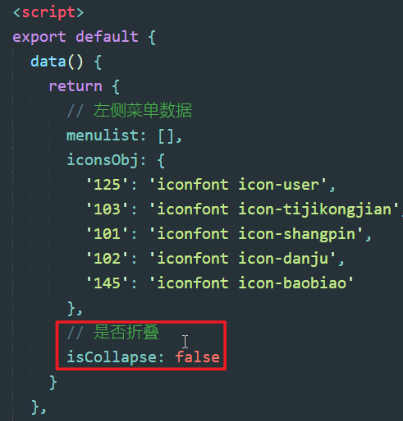 <script>
export default {
data() {
return {
// 左侧菜单数据
menulist: [],
iconsObj: {
'125': 'iconfont icon-user',
'103': 'iconfont icon-tijikongjian',
'101': 'iconfont icon-shangpin',
'102': 'iconfont icon-danju',
'145': 'iconfont icon-baobiao'
},
// 是否折叠
isCollapse: false
}
},